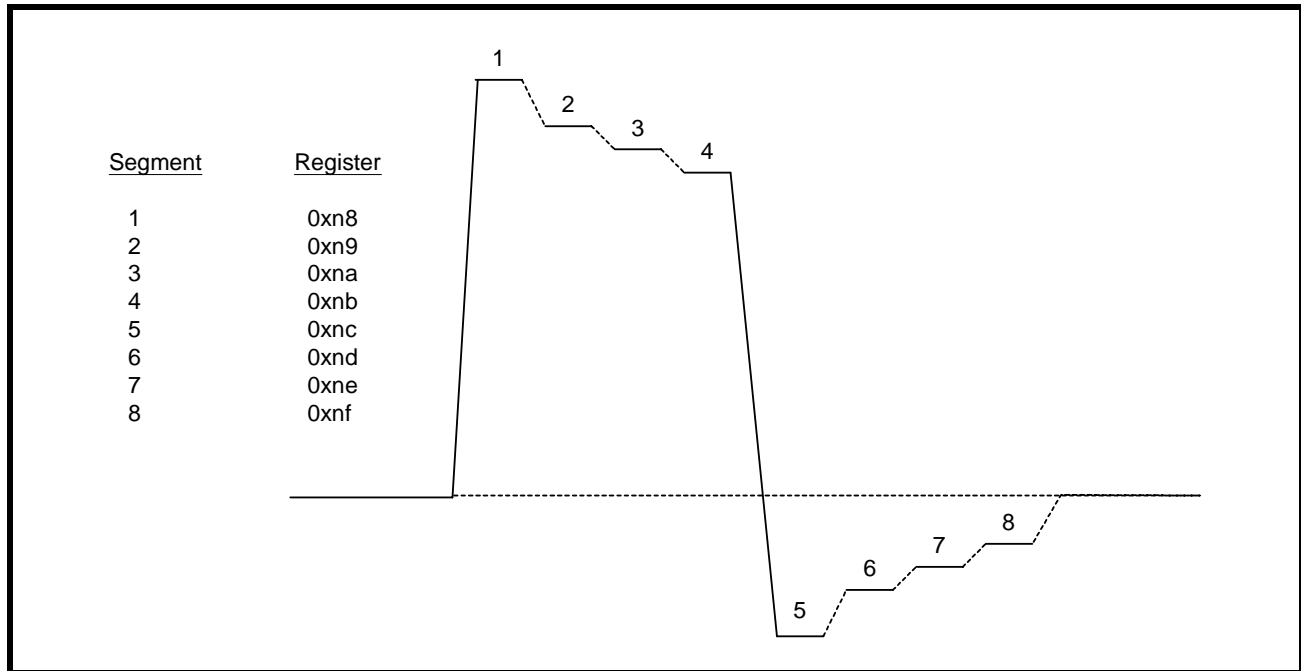 Segment Register
1 0xn8
2 0xn9
3 0xna
4 0xnb
5 0xnc
6 0xnd
7 0xne
8 0xnf
1
2
3
4
5
6
7
8